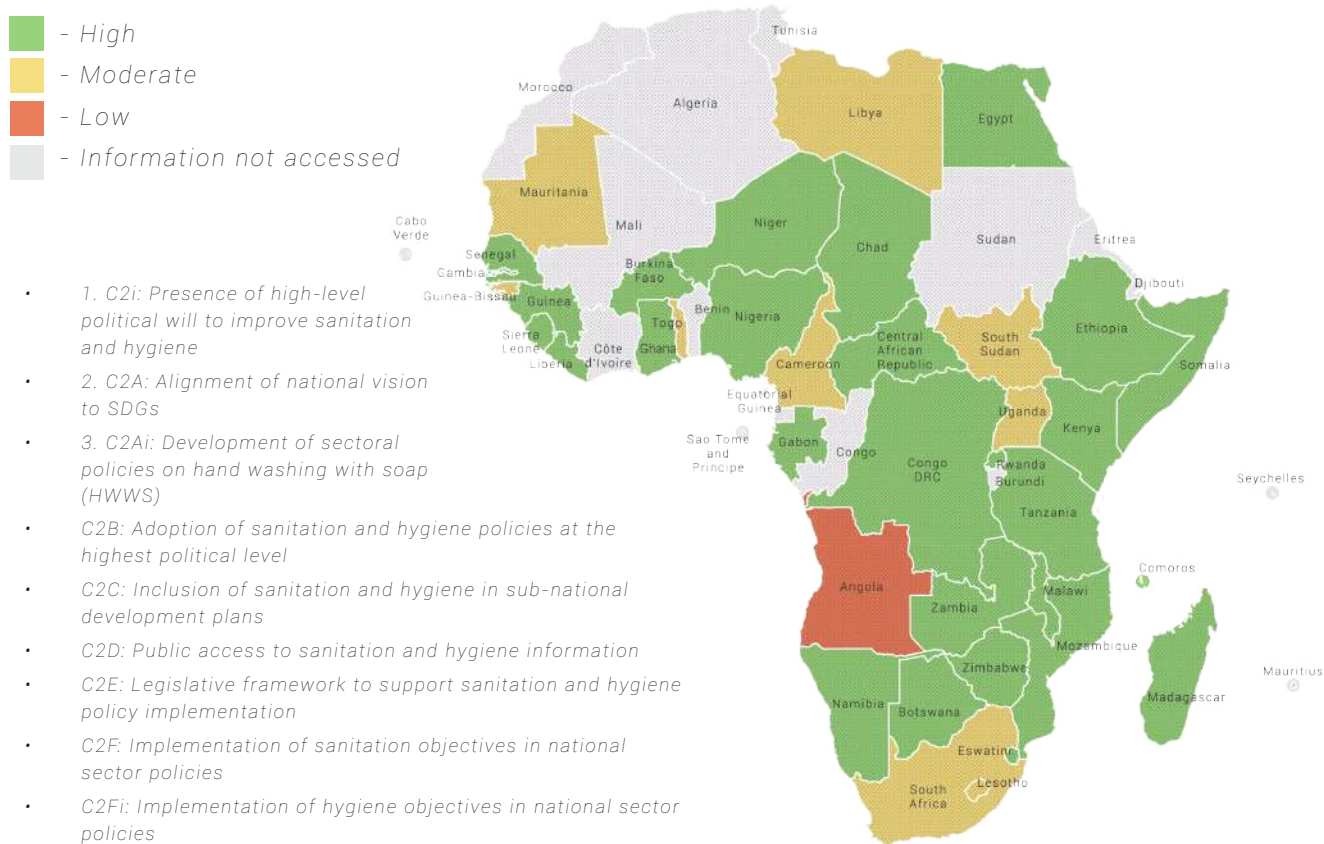 - High
- Moderate
- Low
- Information not accessed
• 1. C2i: Presence of high-level
political will to improve sanitation
and hygiene
• 2. C2A: Alignment of national vision
to SDGs
• 3. C2Ai: Development of sectoral
policies on hand washing with soap
(HWWS)
• C2B: Adoption of sanitation and hygiene policies at the
highest political level
• C2C: Inclusion of sanitation and hygiene in sub-national
development plans
• C2D: Public access to sanitation and hygiene information
• C2E: Legislative framework to support sanitation and hygiene
policy implementation
• C2F: Implementation of sanitation objectives in national
sector policies
• C2Fi: Implementation of hygiene objectives in national sector
policies
Tunisia
Morocco
Algeria
Libya
Egypt
Mauritania
Mali
Niger
Chad
Sudan
Eritrea
Cabo
Verde
Senegal
Gambia
Guinea-Bissau
Guinea
Burkina
Faso
Djibouti
Sierra
Leone
Liberia
Côte
d'Ivoire
Ghana
Togo
Benin
Nigeria
Cameroon
Central
African
Republic
South
Sudan
Ethiopia
Somalia
Equatorial
Guinea
Sao Tome
and
Principe
Gabon
Congo
Congo
DRC
Uganda
Kenya
Rwanda
Burundi
Tanzania
Seychelles
Comoros
Angola
Zambia
Malawi
Mozambique
Zimbabwe
Mauritius
Madagascar
Namibia
Botswana
Eswatini
Lesotho
South
Africa